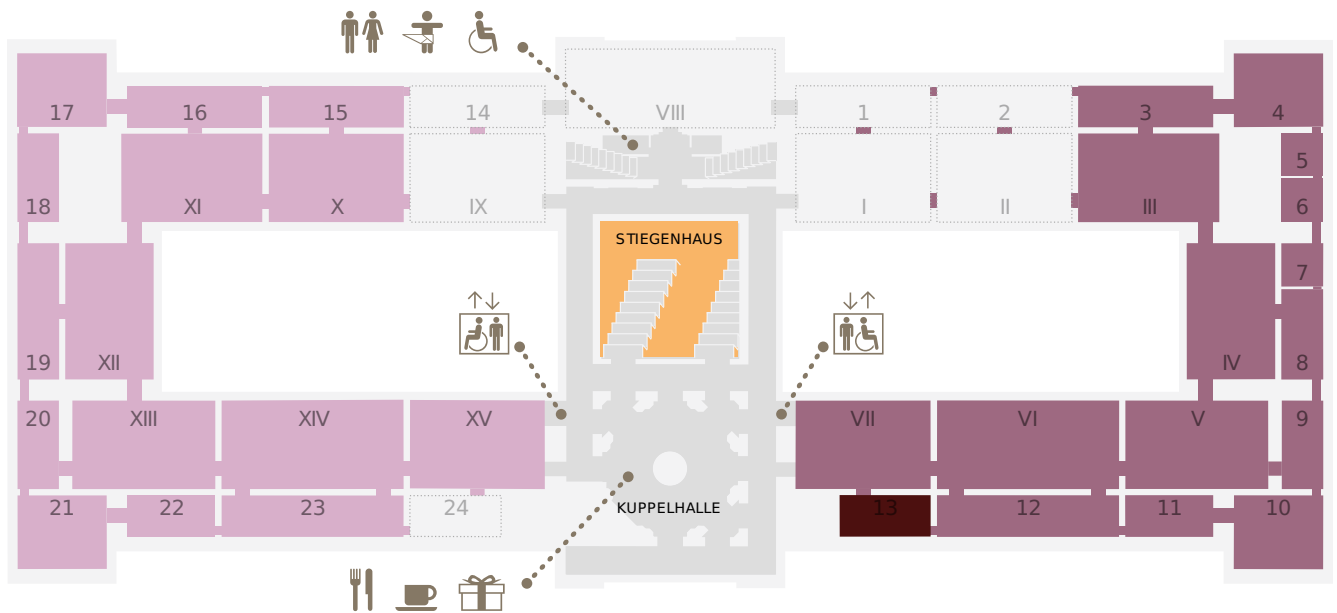 17 16 15 14 VIII 1 2 3 4
5
18 XI X IX I II III 6
STIEGENHAUS
7
19 XII IV 8
20 XIII XIV XV VII VI V 9
21 22 23 24 KUPPELHALLE 13 12 11 10